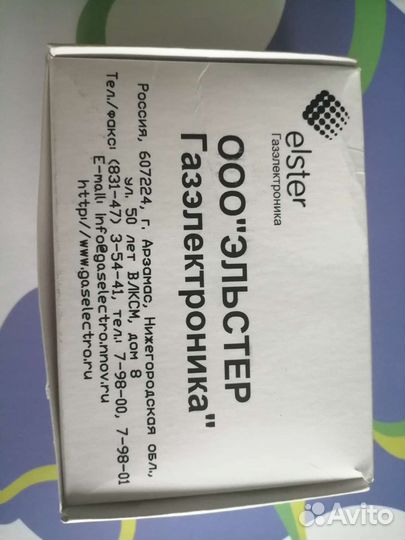 elster
Газэлектроника
ООО"ЭЛЬСТЕР
Газэлектроника"
Россия, 607224, г. Арзамас, Нижегородская обл.,
ул. 50 лет ВЛКСМ, дом 8
Тел./факс: (831-47) 3-54-41, тел: 7-98-00, 7-98-01
E-mail: info@gaselectro.nnov.ru
http://www.gaselectro.ru
Avito